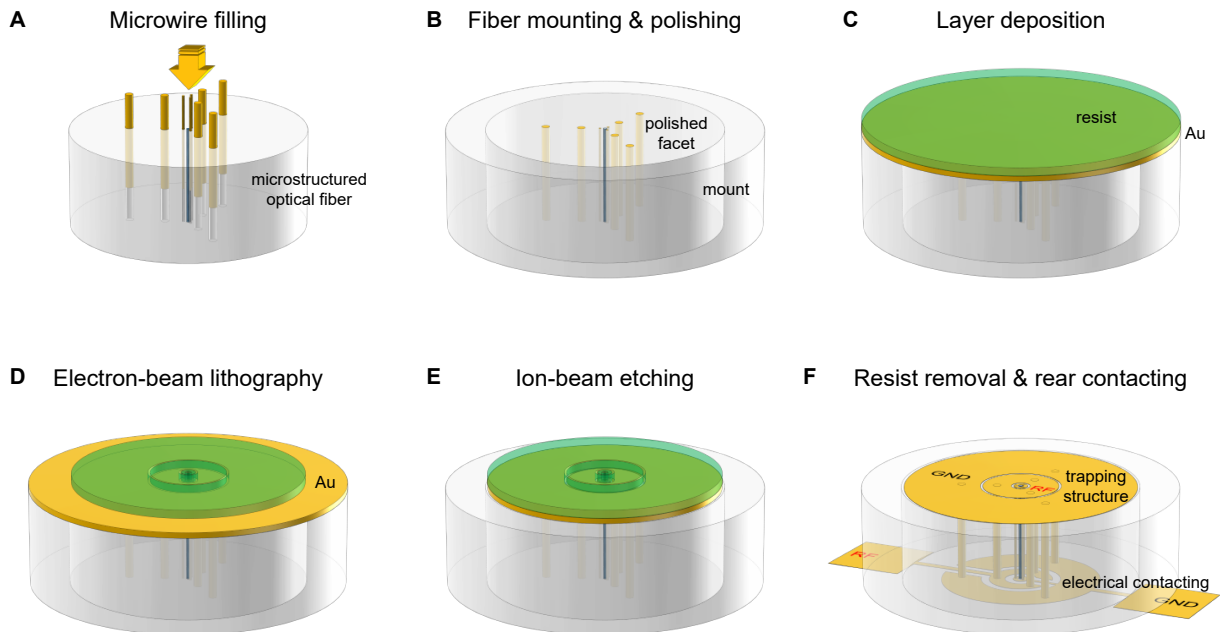 A Microwire filling
microstructured
optical fiber
B Fiber mounting & polishing
polished
facet
mount
C Layer deposition
resist
Au
D Electron-beam lithography
Au
E Ion-beam etching
F Resist removal & rear contacting
GND
RF
trapping
structure
RF
electrical contacting
GND